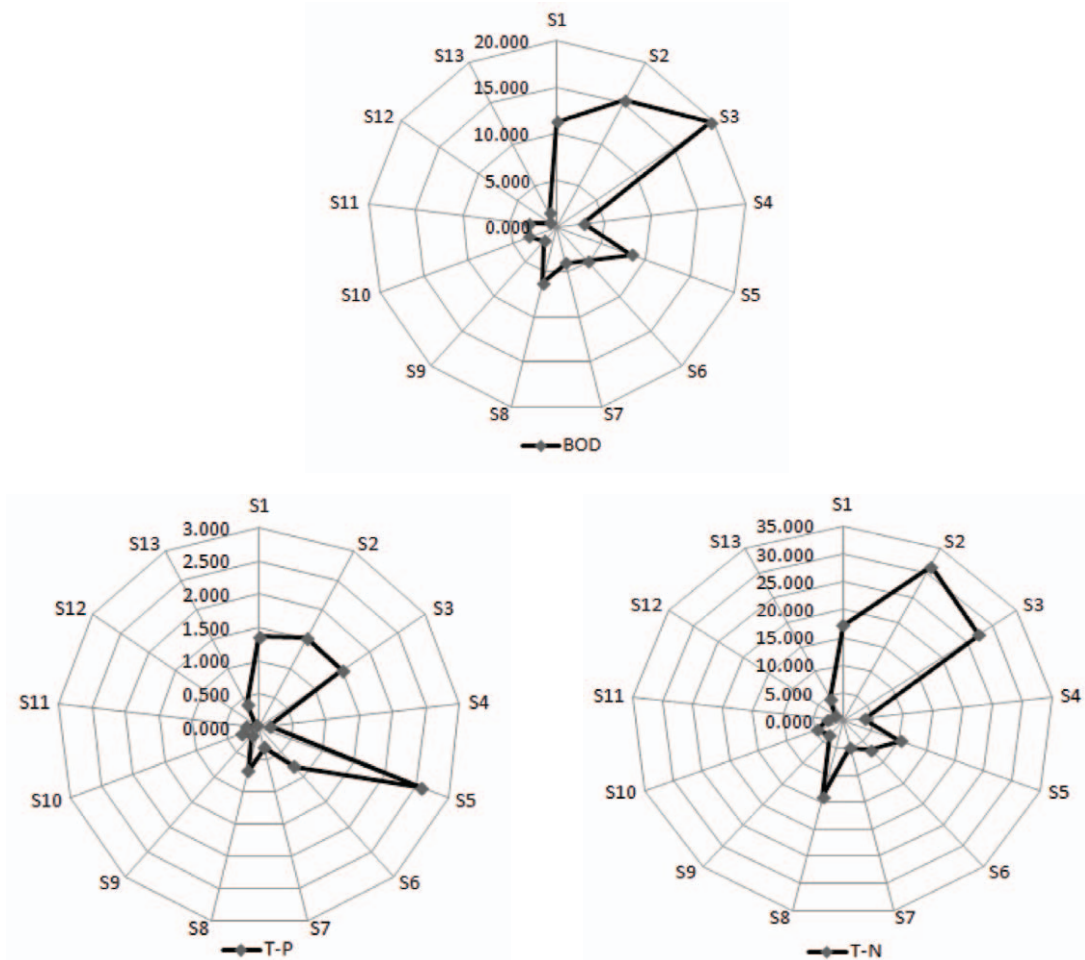 S1
20.000
S13
S2
15.000
S12
S3
10.000
5.000
S11
S4
0.000
S10
S5
S9
S6
S8
S7
BOD
S1
3.000
S13
S2
2.500
2.000
S12
S3
1.500
1.000
S11
0.500
S4
0.000
S10
S5
S9
S6
S8
S7
T-P
S1
35.000
S13
S2
30.000
25.000
S12
S3
20.000
15.000
10.000
S11
S4
5.000
0.000
S10
S5
S9
S6
S8
S7
T-N